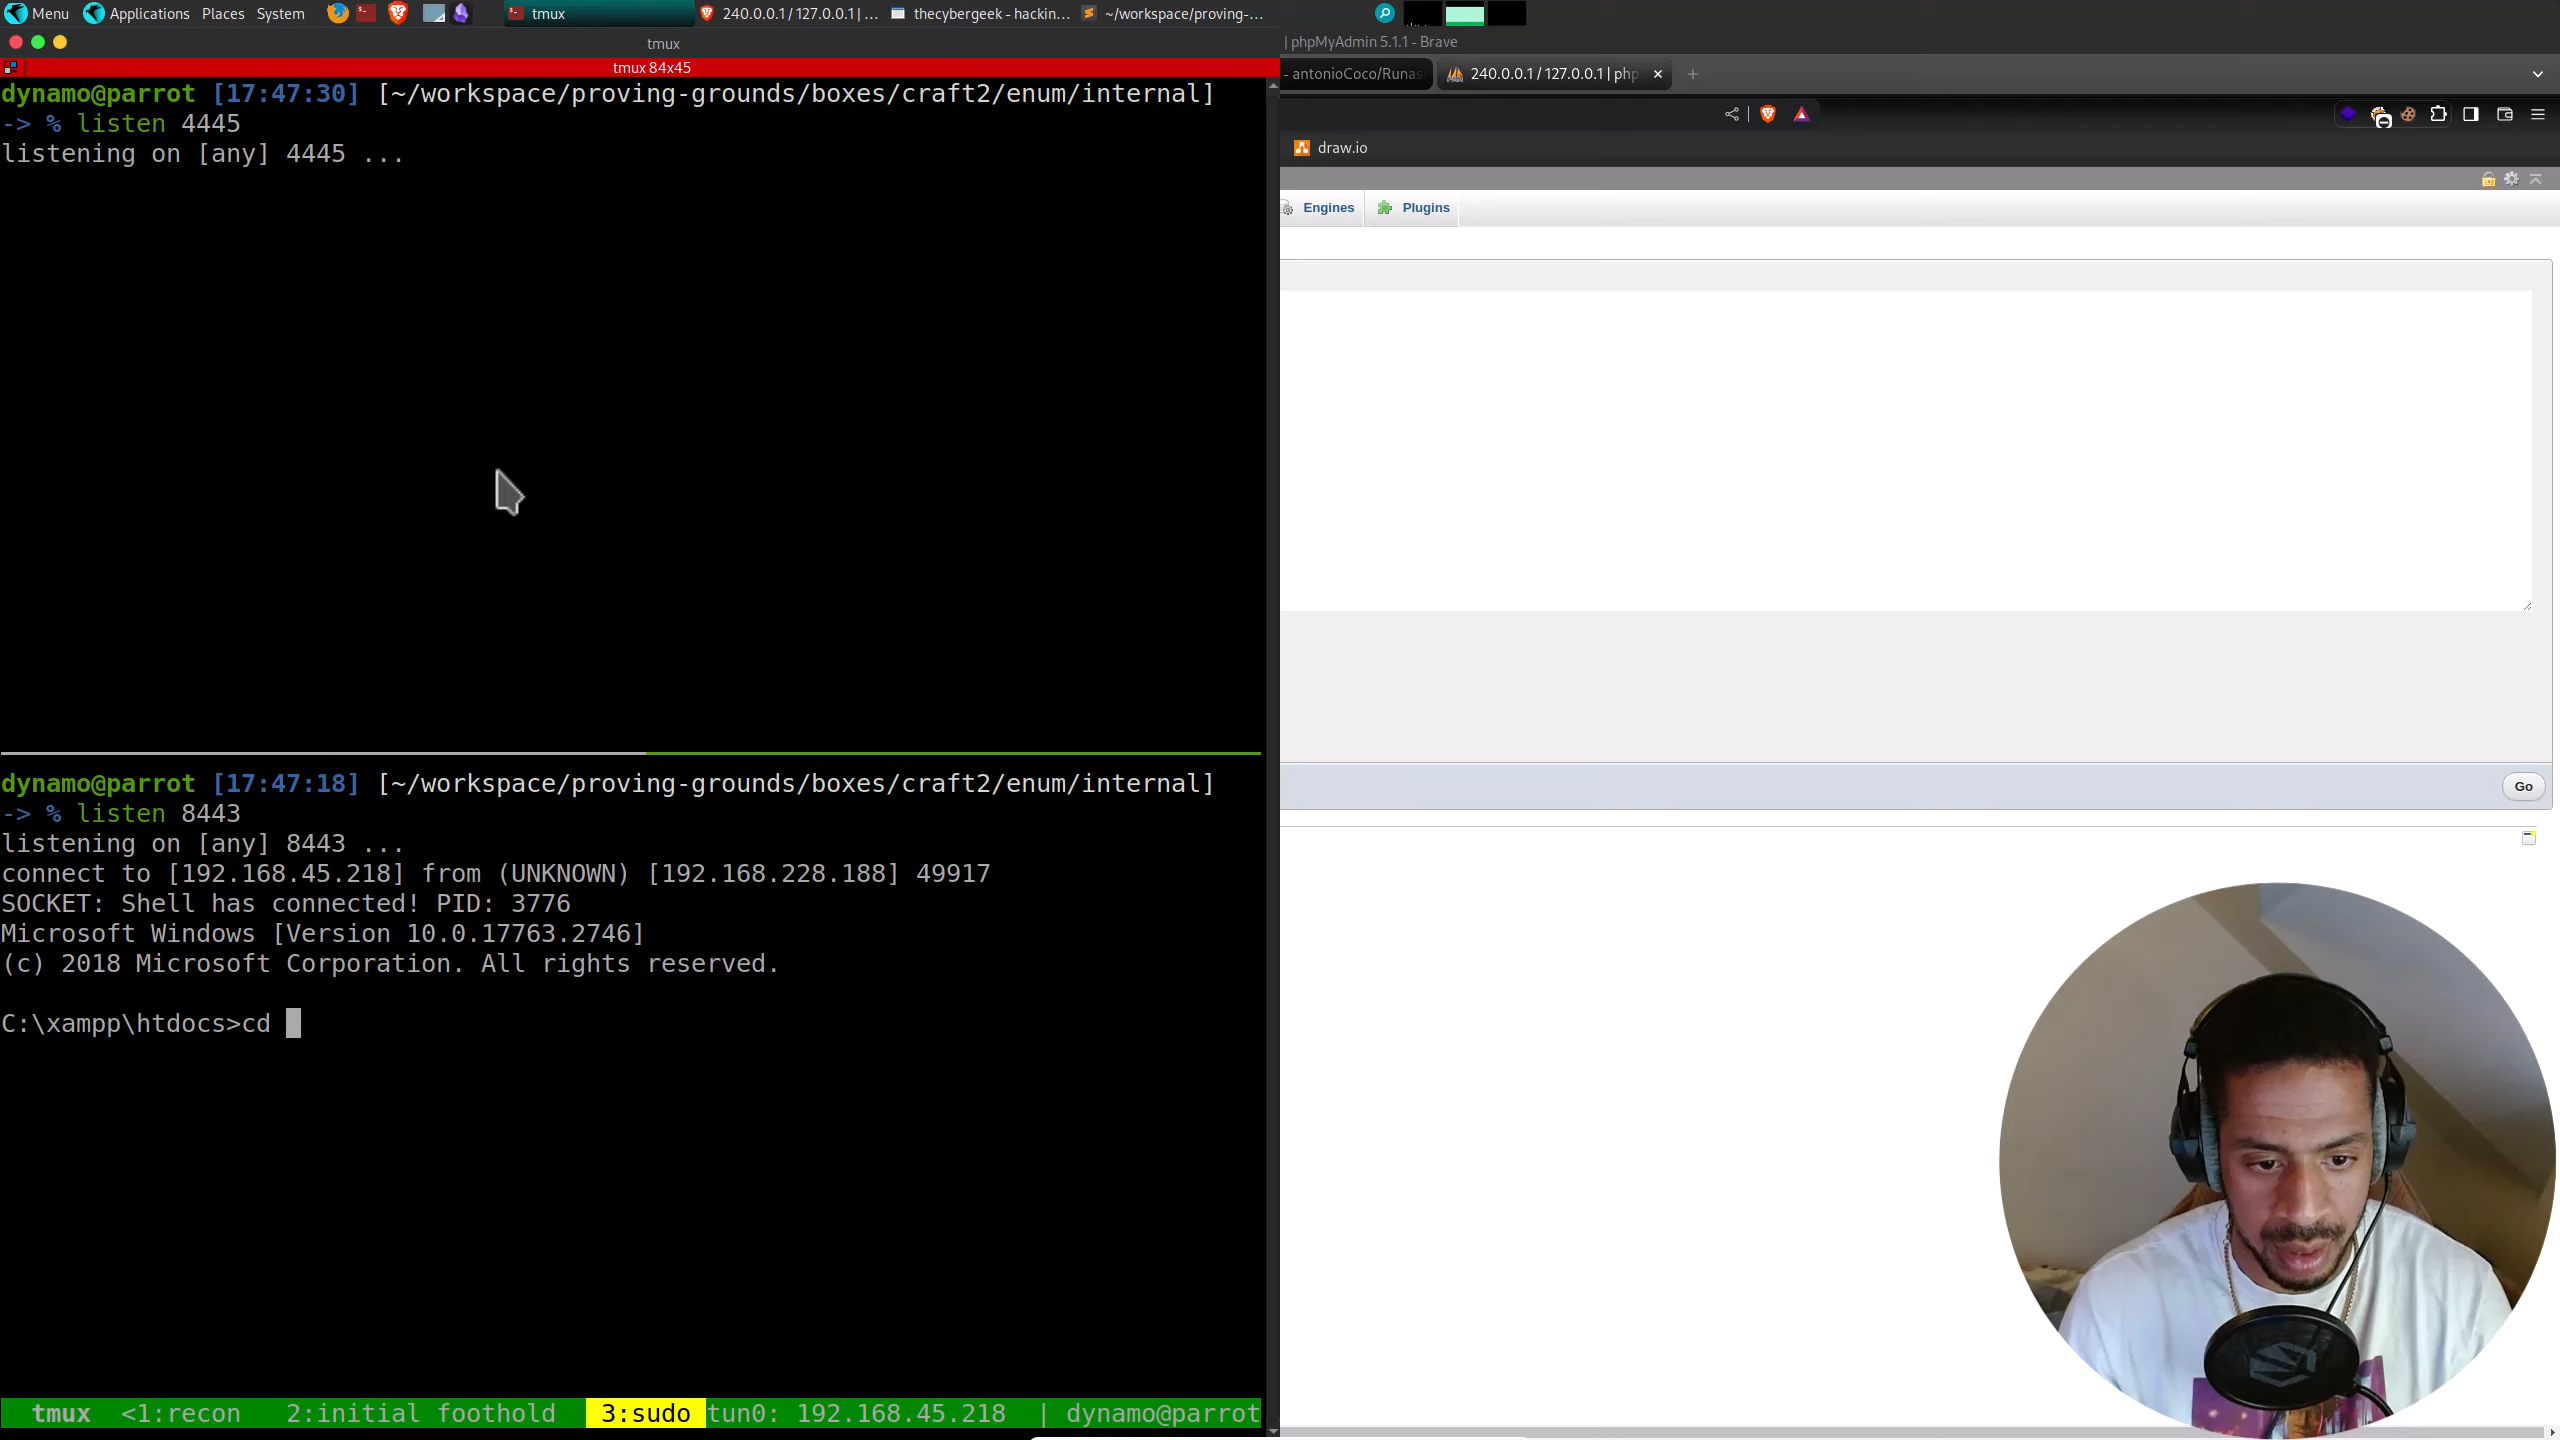 Menu Applications Places System tmux 240.0.0.1 / 127.0.0.1 | ... thecybergeek - hackin... ~/workspace/proving-...
tmux
tmux 84x45
dynamo@parrot [17:47:30] [~/workspace/proving-grounds/boxes/craft2/enum/internal]
-> % listen 4445
listening on [any] 4445 ...
dynamo@parrot [17:47:18] [~/workspace/proving-grounds/boxes/craft2/enum/internal]
-> % listen 8443
listening on [any] 8443 ...
connect to [192.168.45.218] from (UNKNOWN) [192.168.228.188] 49917
SOCKET: Shell has connected! PID: 3776
Microsoft Windows [Version 10.0.17763.2746]
(c) 2018 Microsoft Corporation. All rights reserved.
C:\xampp\htdocs>cd
tmux <1:recon 2:initial foothold 3:sudo tun0: 192.168.45.218 | dynamo@parrot
| phpMyAdmin 5.1.1 - Brave
- antonioCoco/Runas 240.0.0.1 / 127.0.0.1 | php
draw.io
Engines Plugins
Go